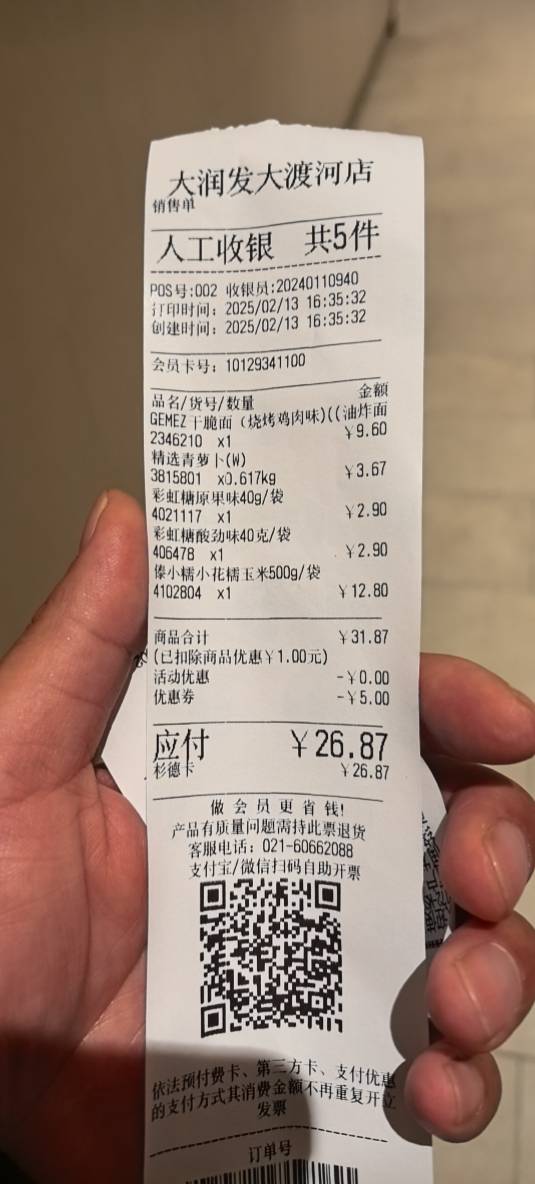 大润发大渡河店
销售单
人工收银 共5件
POS号:002 收银员:20240110940
打印时间: 2025/02/13 16:35:32
创建时间: 2025/02/13 16:35:32
会员卡号: 10129341100
品名/货号/数量 金额
GEMEZ干脆面（烧烤鸡肉味)((油炸面
2346210 x1 ￥9.60
精选青萝卜(W)
3815801 x0.617kg ￥3.67
彩虹糖原果味40g/袋
4021117 x1 ￥2.90
彩虹糖酸劲味40克/袋
406478 x1 ￥2.90
傣小糯小花糯玉米500g/袋
4102804 x1 ￥12.80
商品合计 ￥31.87
(已扣除商品优惠￥1.00元)
活动优惠 -￥0.00
优惠券 -￥5.00
应付 ￥26.87
杉德卡 ￥26.87
做会员更省钱!
产品有质量问题需持此票退货
客服电话: 021-60662088
支付宝/微信扫码自助开票
依法预付费卡、第三方卡、支付优惠
的支付方式其消费金额不再重复开立
发票
订单号